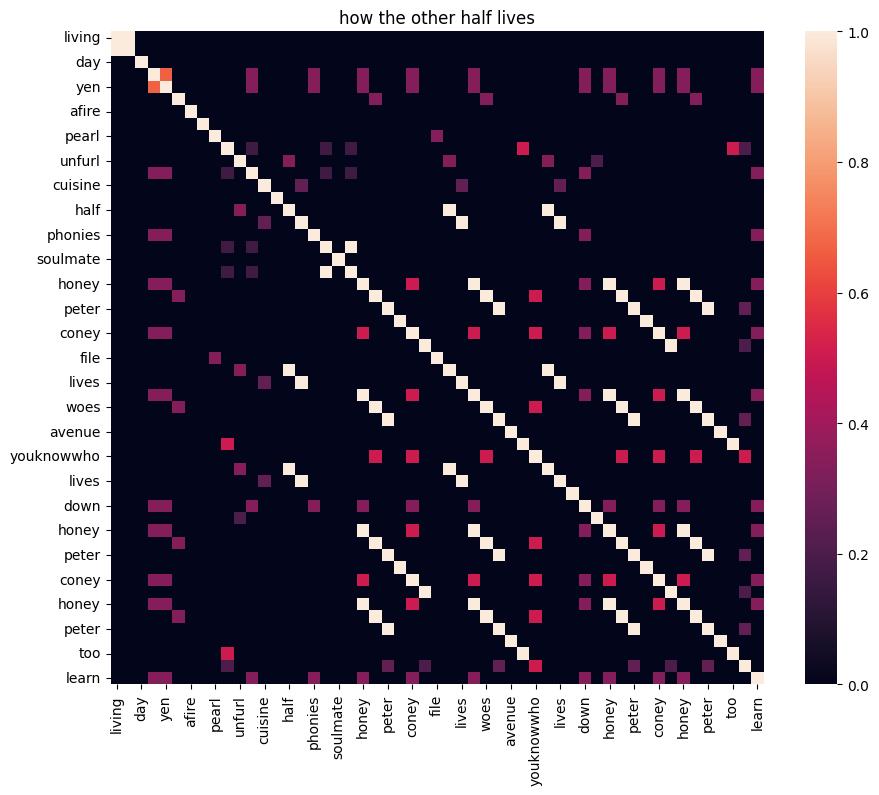 how the other half lives
living
day
yen
afire
pearl
unfurl
cuisine
half
phonies
soulmate
honey
peter
coney
file
lives
woes
avenue
youknowwho
lives
down
honey
peter
coney
honey
peter
too
learn
1.0
0.8
0.6
0.4
0.2
0.0
living
day
yen
afire
pearl
unfurl
cuisine
half
phonies
soulmate
honey
peter
coney
file
lives
woes
avenue
youknowwho
lives
down
honey
peter
coney
honey
peter
too
learn